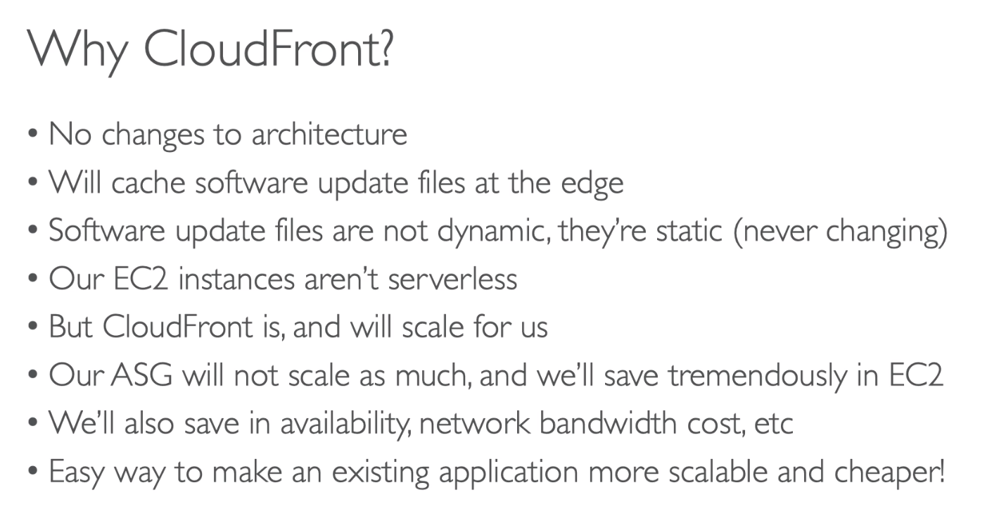 Why CloudFront?
• No changes to architecture
• Will cache software update files at the edge
• Software update files are not dynamic, they're static (never changing)
• Our EC2 instances aren't serverless
• But CloudFront is, and will scale for us
• Our ASG will not scale as much, and we'll save tremendously in EC2
• We'll also save in availability, network bandwidth cost, etc
• Easy way to make an existing application more scalable and cheaper!